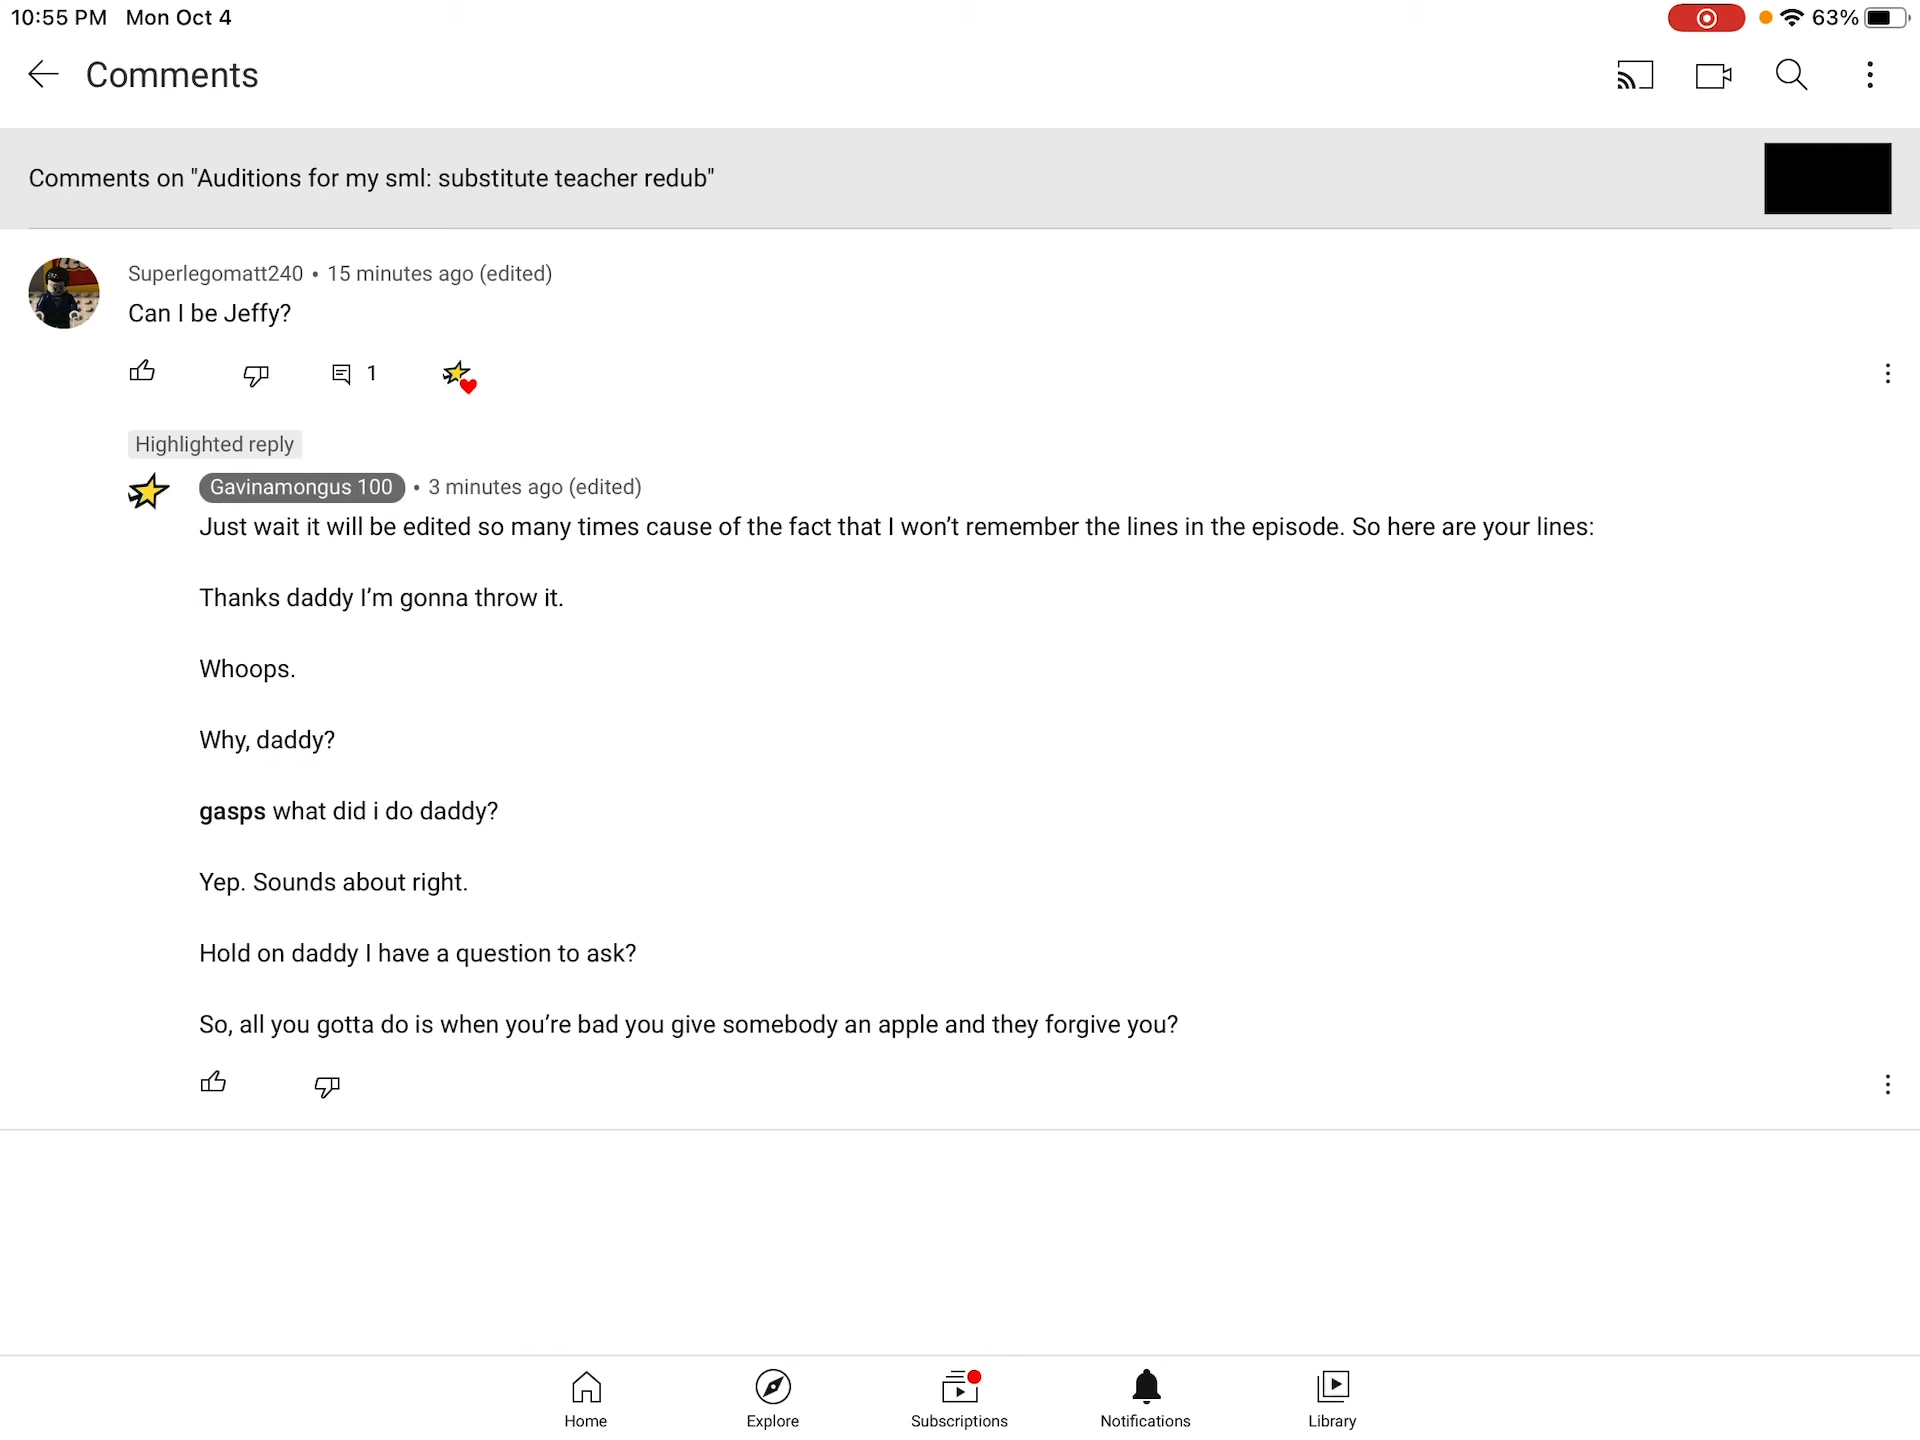 10:55 PM Mon Oct 4 63%
Comments
Comments on "Auditions for my sml: substitute teacher redub"
Superlegomatt240 • 15 minutes ago (edited)
Can I be Jeffy?
1
Highlighted reply
Gavinamongus 100 • 3 minutes ago (edited)
Just wait it will be edited so many times cause of the fact that I won’t remember the lines in the episode. So here are your lines:
Thanks daddy I’m gonna throw it.
Whoops.
Why, daddy?
gasps what did i do daddy?
Yep. Sounds about right.
Hold on daddy I have a question to ask?
So, all you gotta do is when you’re bad you give somebody an apple and they forgive you?
Home Explore Subscriptions Notifications Library